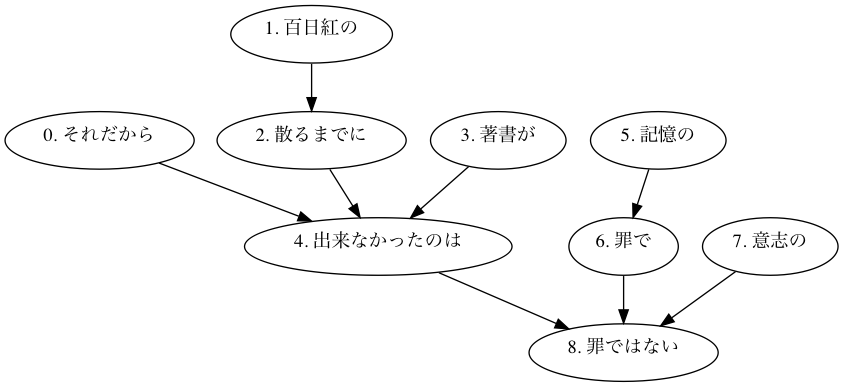 1. 百日紅の
0. それだから
2. 散るまでに
3. 著書が
5. 記憶の
4. 出来なかったのは
6. 罪で
7. 意志の
8. 罪ではない